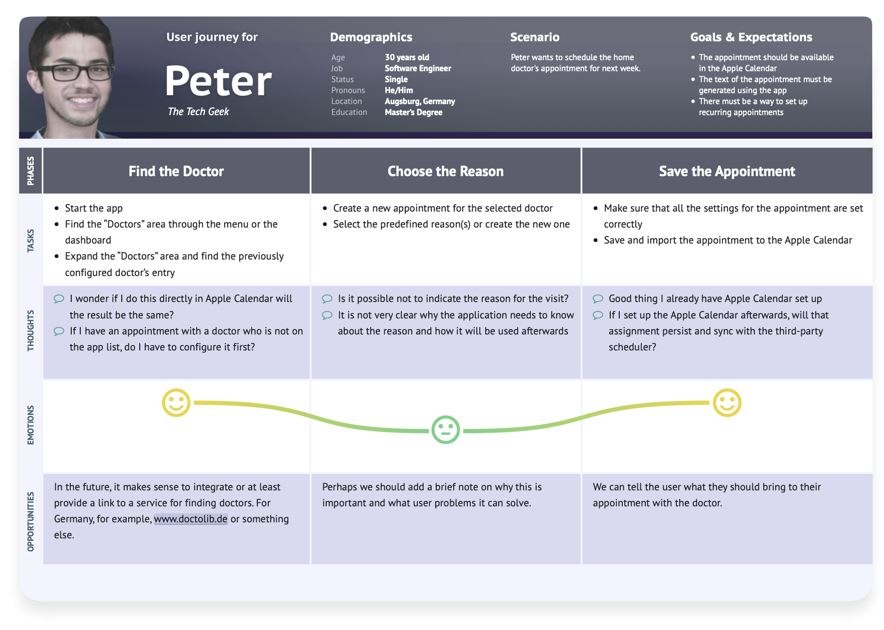 User journey for
Peter
The Tech Geek
Demographics
Age 30 years old
Job Software Engineer
Status Single
Pronouns He/Him
Location Augsburg, Germany
Education Master's Degree
Scenario
Peter wants to schedule the home
doctor's appointment for next week.
Goals & Expectations
• The appointment should be available
in the Apple Calendar
• The text of the appointment must be
generated using the app
• There must be a way to set up
recurring appointments
PHASES
Find the Doctor
Choose the Reason
Save the Appointment
TASKS
• Start the app
• Find the “Doctors” area through the menu or the
dashboard
• Expand the “Doctors” area and find the previously
configured doctor's entry
• Create a new appointment for the selected doctor
• Select the predefined reason(s) or create the new one
• Make sure that all the settings for the appointment are set
correctly
• Save and import the appointment to the Apple Calendar
THOUGHTS
I wonder if I do this directly in Apple Calendar will
the result be the same?
If I have an appointment with a doctor who is not on
the app list, do I have to configure it first?
Is it possible not to indicate the reason for the visit?
It is not very clear why the application needs to know
about the reason and how it will be used afterwards
Good thing I already have Apple Calendar set up
If I set up the Apple Calendar afterwards, will that
assignment persist and sync with the third-party
scheduler?
EMOTIONS
OPPORTUNITIES
In the future, it makes sense to integrate or at least
provide a link to a service for finding doctors. For
Germany, for example, www.doctolib.de or something
else.
Perhaps we should add a brief note on why this is
important and what user problems it can solve.
We can tell the user what they should bring to their
appointment with the doctor.